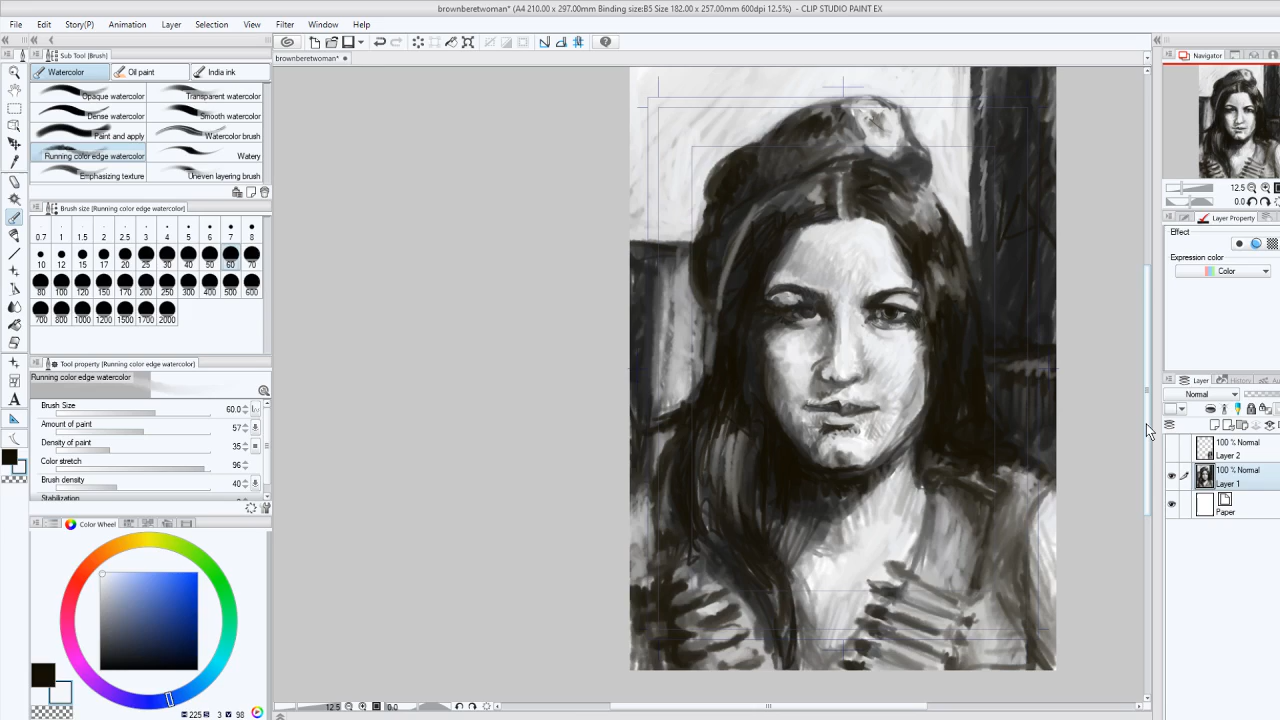 brownberetwoman* (A4 210.00 x 297.00mm Binding size:B5 Size 182.00 x 257.00mm 600dpi 12.5%) - CLIP STUDIO PAINT EX
File Edit Story(P) Animation Layer Selection View Filter Window Help
Sub Tool [Brush]
brownberetwoman*
Navigator
Watercolor Oil paint India ink
Opaque watercolor Transparent watercolor
Dense watercolor Smooth watercolor
Paint and apply Watercolor brush
Running color edge watercolor Watery
Emphasizing texture Uneven layering brush
12.5
0.0
Brush size [Running color edge watercolor]
Layer Property
0.7 1 1.5 2 2.5 3 4 5 6 7 8
Effect
10 12 15 17 20 25 30 40 50 60 70
Expression color
Color
80 100 120 150 170 200 250 300 400 500 600
700 800 1000 1200 1500 1700 2000
Tool property [Running color edge watercolor]
Running color edge watercolor
Layer History
Normal
Brush Size 60.0
Amount of paint 57
Density of paint 35
Color stretch 96
Brush density 40
Stabilization
100 % Normal
Layer 2
100 % Normal
Layer 1
Paper
Color Wheel
12.5 0.0
225 S 3 V 98